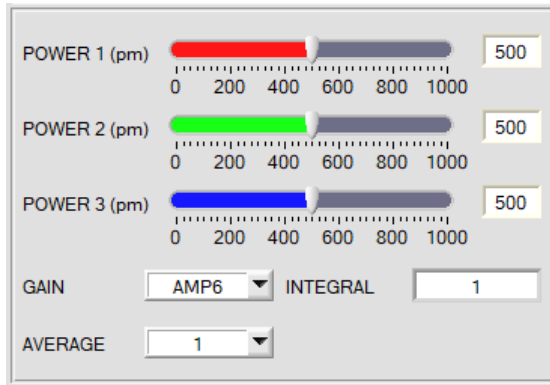 POWER 1 (pm) 500
0 200 400 600 800 1000
POWER 2 (pm) 500
0 200 400 600 800 1000
POWER 3 (pm) 500
0 200 400 600 800 1000
GAIN AMP6 INTEGRAL 1
AVERAGE 1